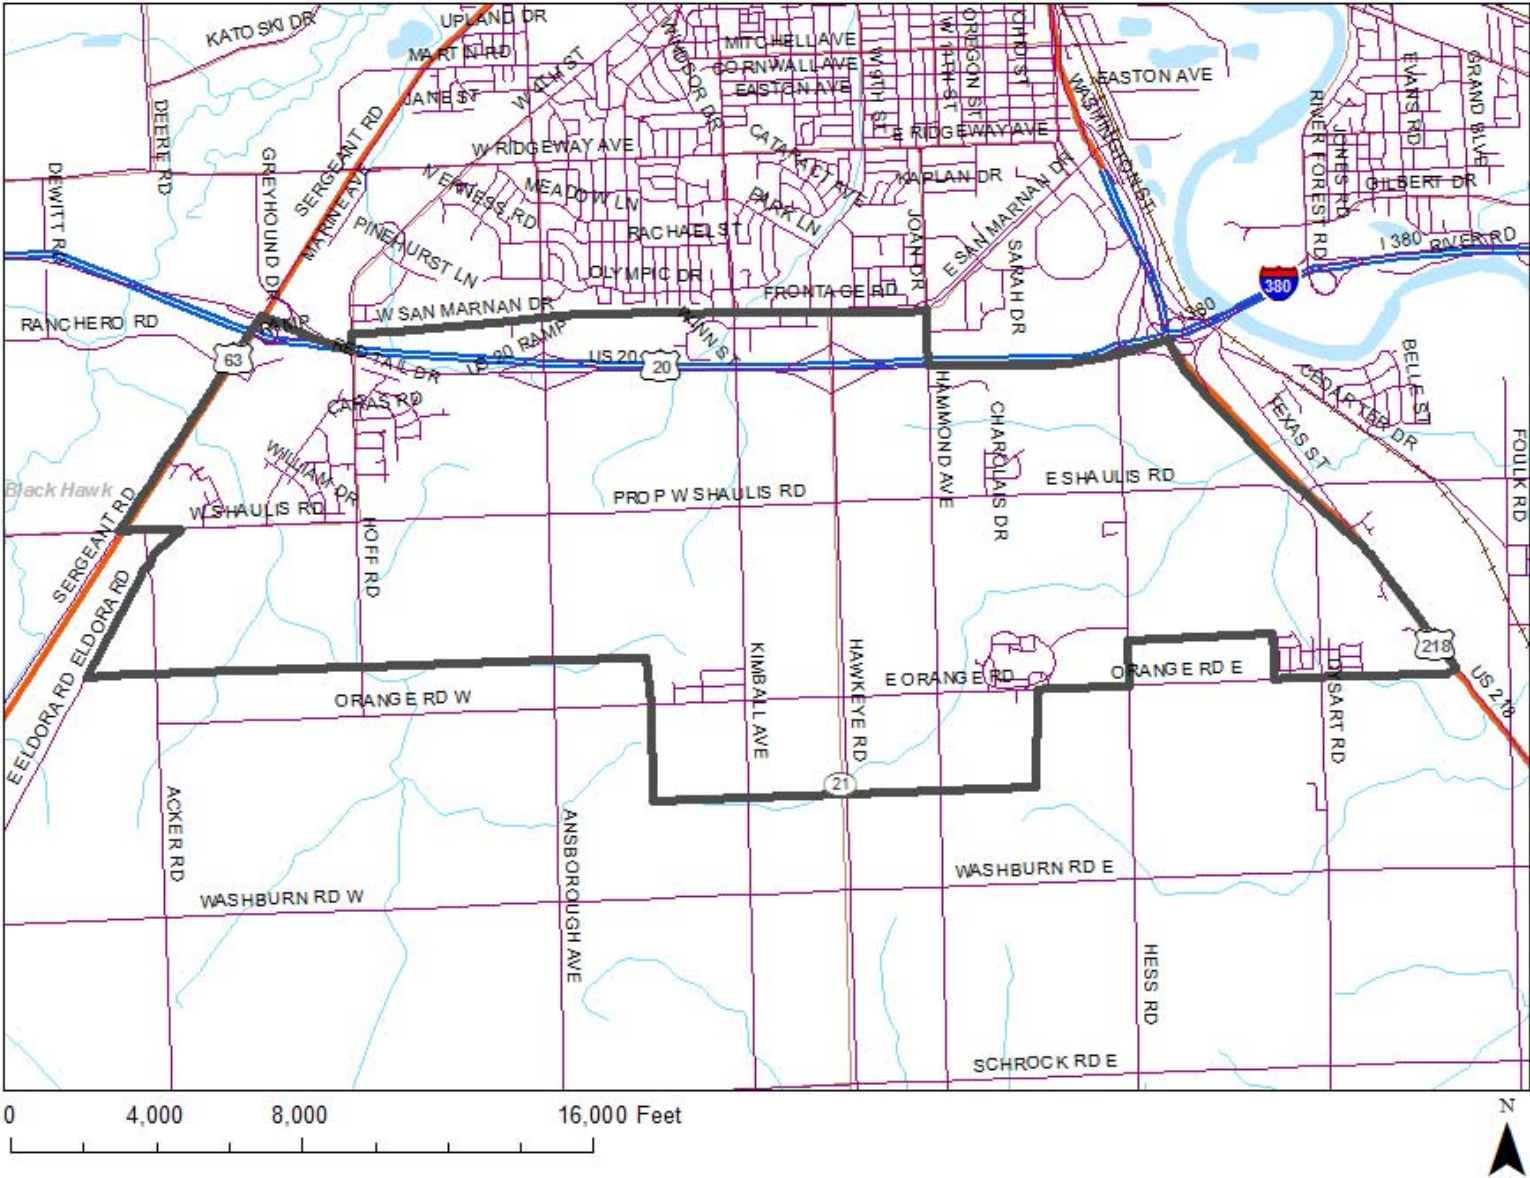 KATOSKI DR
UPLAND DR
MARTIN RD
WINDSOR DR
MITCHELL AVE
CORNWALL AVE
EASTON AVE
W 9TH ST
W 11TH ST
OREGON ST
OHIO ST
WASHINGTON ST
EASTON AVE
EVANS RD
GRAND BLVD
JANE ST
W 4TH ST
DEERE RD
SERGEANT RD
W RIDGEWAY AVE
CATARACT AVE
E RIDGEWAY AVE
RIVER FOREST RD
JONES RD
GILBERT DR
DEWITT RD
GREYHOUND DR
MARINE AVE
N ERNESS RD
MEADOW LN
PARK LN
KAPLAN DR
E SAN MARNAN DR
PINEHURST LN
RACHAEL ST
JOAN DR
SARAH DR
I 380
RIVER RD
OLYMPIC DR
FRONTAGE RD
380
I 380
W SAN MARNAN DR
RANCHERO RD
RAMP
WINN ST
63
RED TAIL DR
US 20 RAMP
US 20
20
CARAS RD
HAMMOND AVE
CHAROLAIS DR
TEXAS ST
CEDAR TER DR
BELLE ST
FOULK RD
WILLIAM DR
Black Hawk
W SHAULIS RD
PROP W SHAULIS RD
E SHAULIS RD
SERGEANT RD
HOFF RD
ELDORA RD
E ELDORA RD
ORANGE RD W
KIMBALL AVE
HAWKEYE RD
E ORANGE RD
ORANGE RD E
DYSART RD
218
US 218
21
ACKER RD
ANSBOROUGH AVE
WASHBURN RD W
WASHBURN RD E
HESS RD
SCHROCK RD E
0 4,000 8,000 16,000 Feet
N